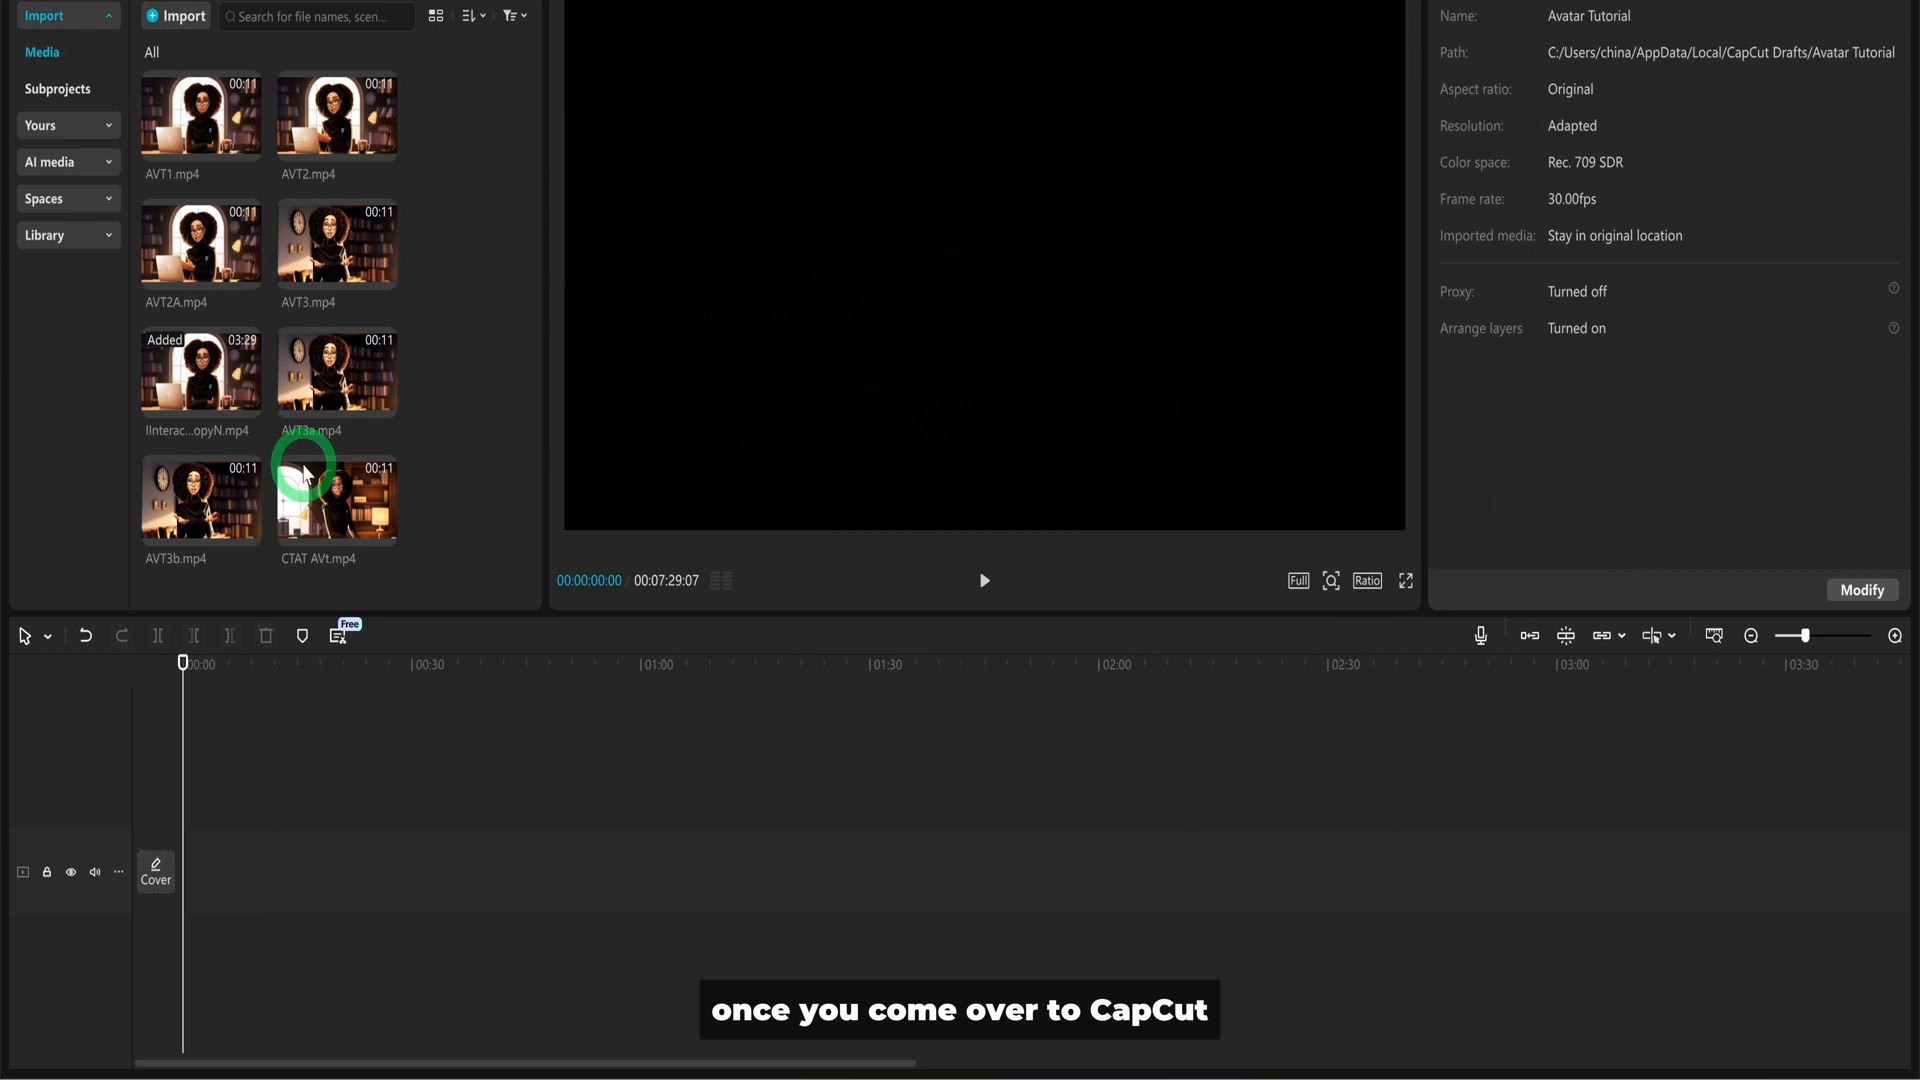 Import
Media
Subprojects
Yours
AI media
Spaces
Library
Import
Search for file names, scen...
All
00:11
00:11
AVT1.mp4
AVT2.mp4
00:11
00:11
AVT2A.mp4
AVT3.mp4
Added 03:29
00:11
IInterac...opyN.mp4
AVT3a.mp4
00:11
00:11
AVT3b.mp4
CTAT AVt.mp4
00:00:00:00 / 00:07:29:07
Full
Ratio
Name: Avatar Tutorial
Path: C:/Users/china/AppData/Local/CapCut Drafts/Avatar Tutorial
Aspect ratio: Original
Resolution: Adapted
Color space: Rec. 709 SDR
Frame rate: 30.00fps
Imported media: Stay in original location
Proxy: Turned off
Arrange layers Turned on
Modify
Free
00:00 00:30 01:00 01:30 02:00 02:30 03:00 03:30
Cover
once you come over to CapCut